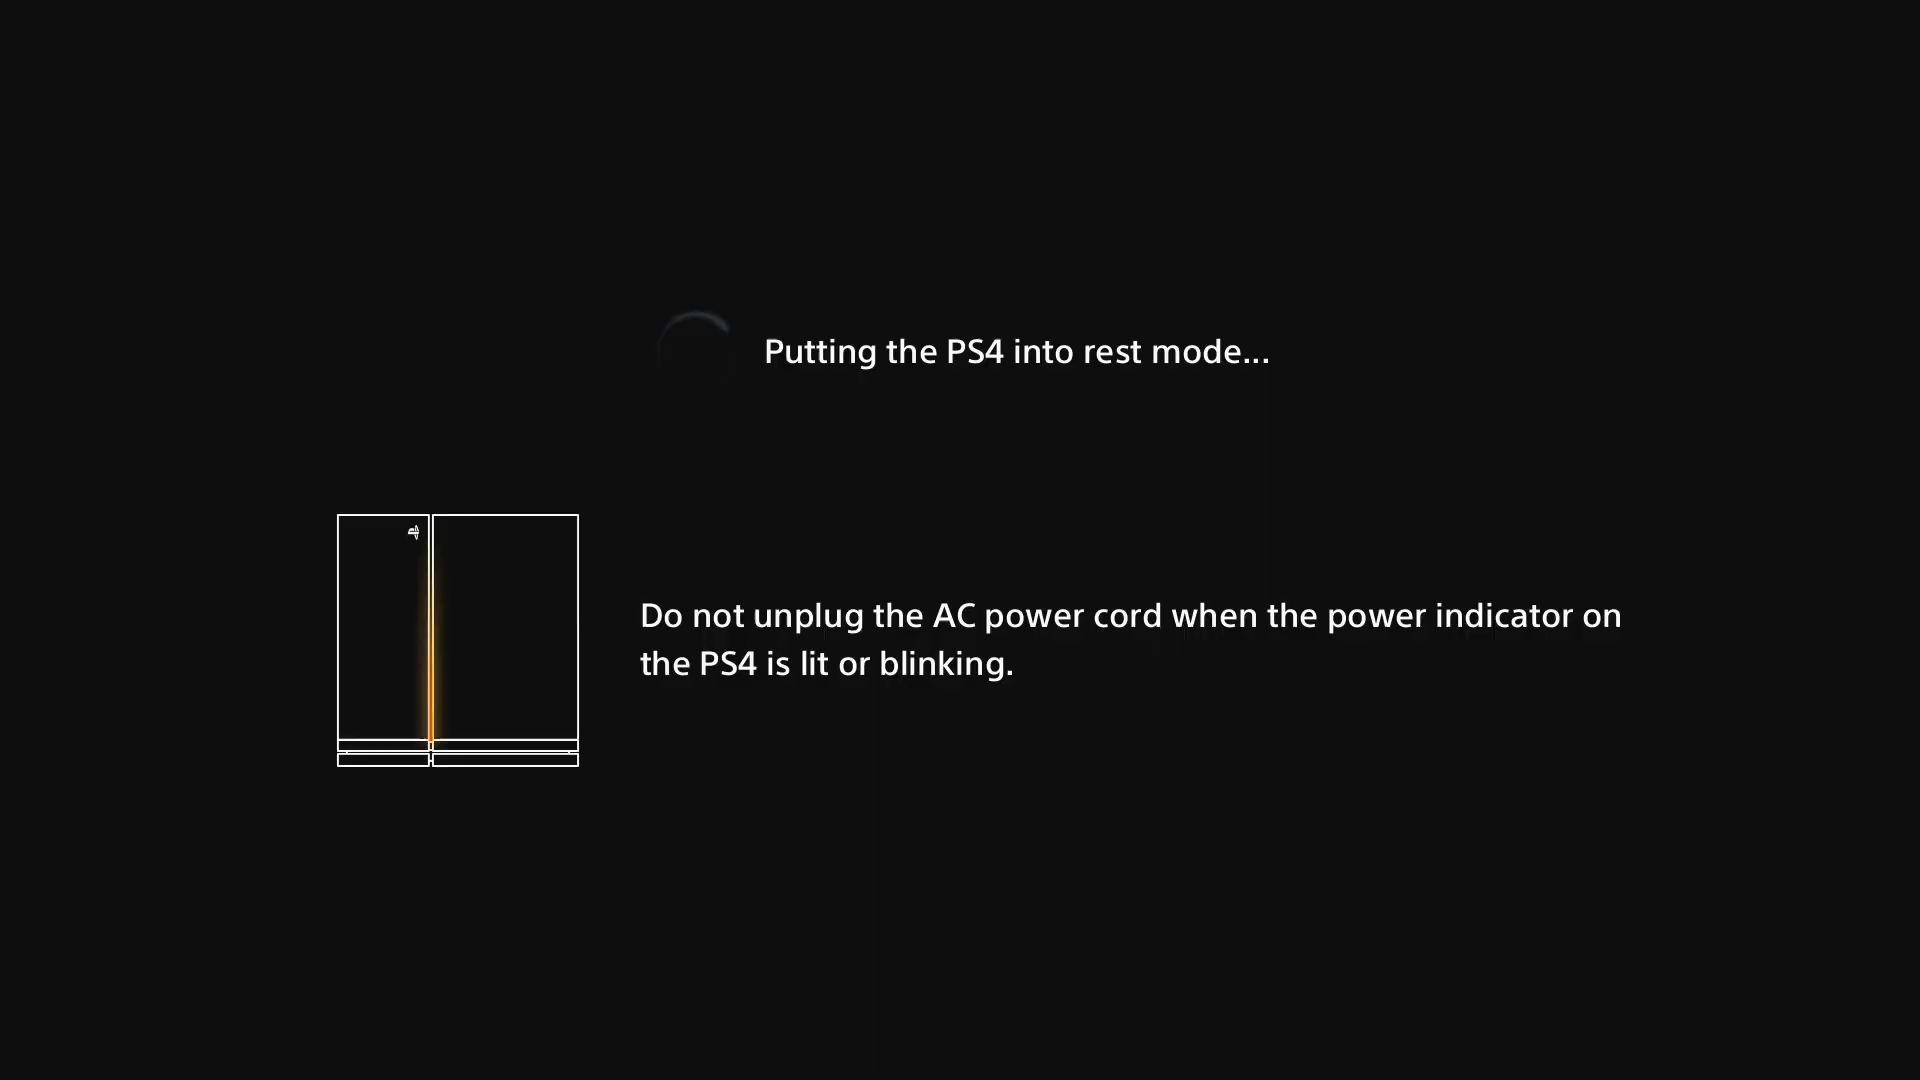 Putting the PS4 into rest mode...
Do not unplug the AC power cord when the power indicator on
the PS4 is lit or blinking.